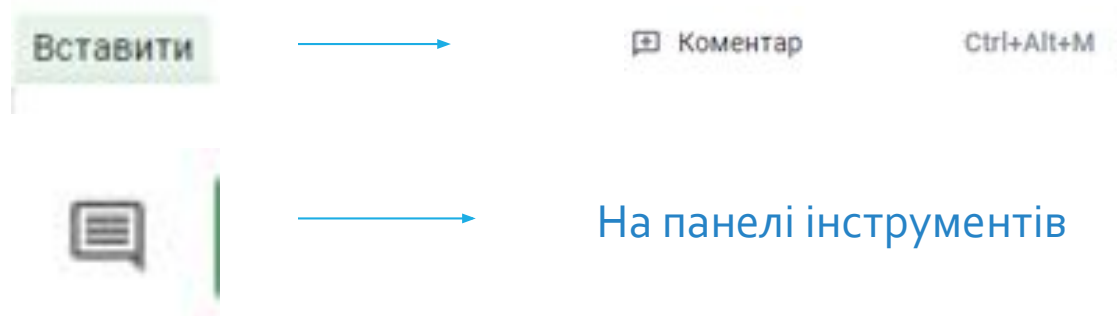 Вставити
Коментар Ctrl+Alt+M
На панелі інструментів